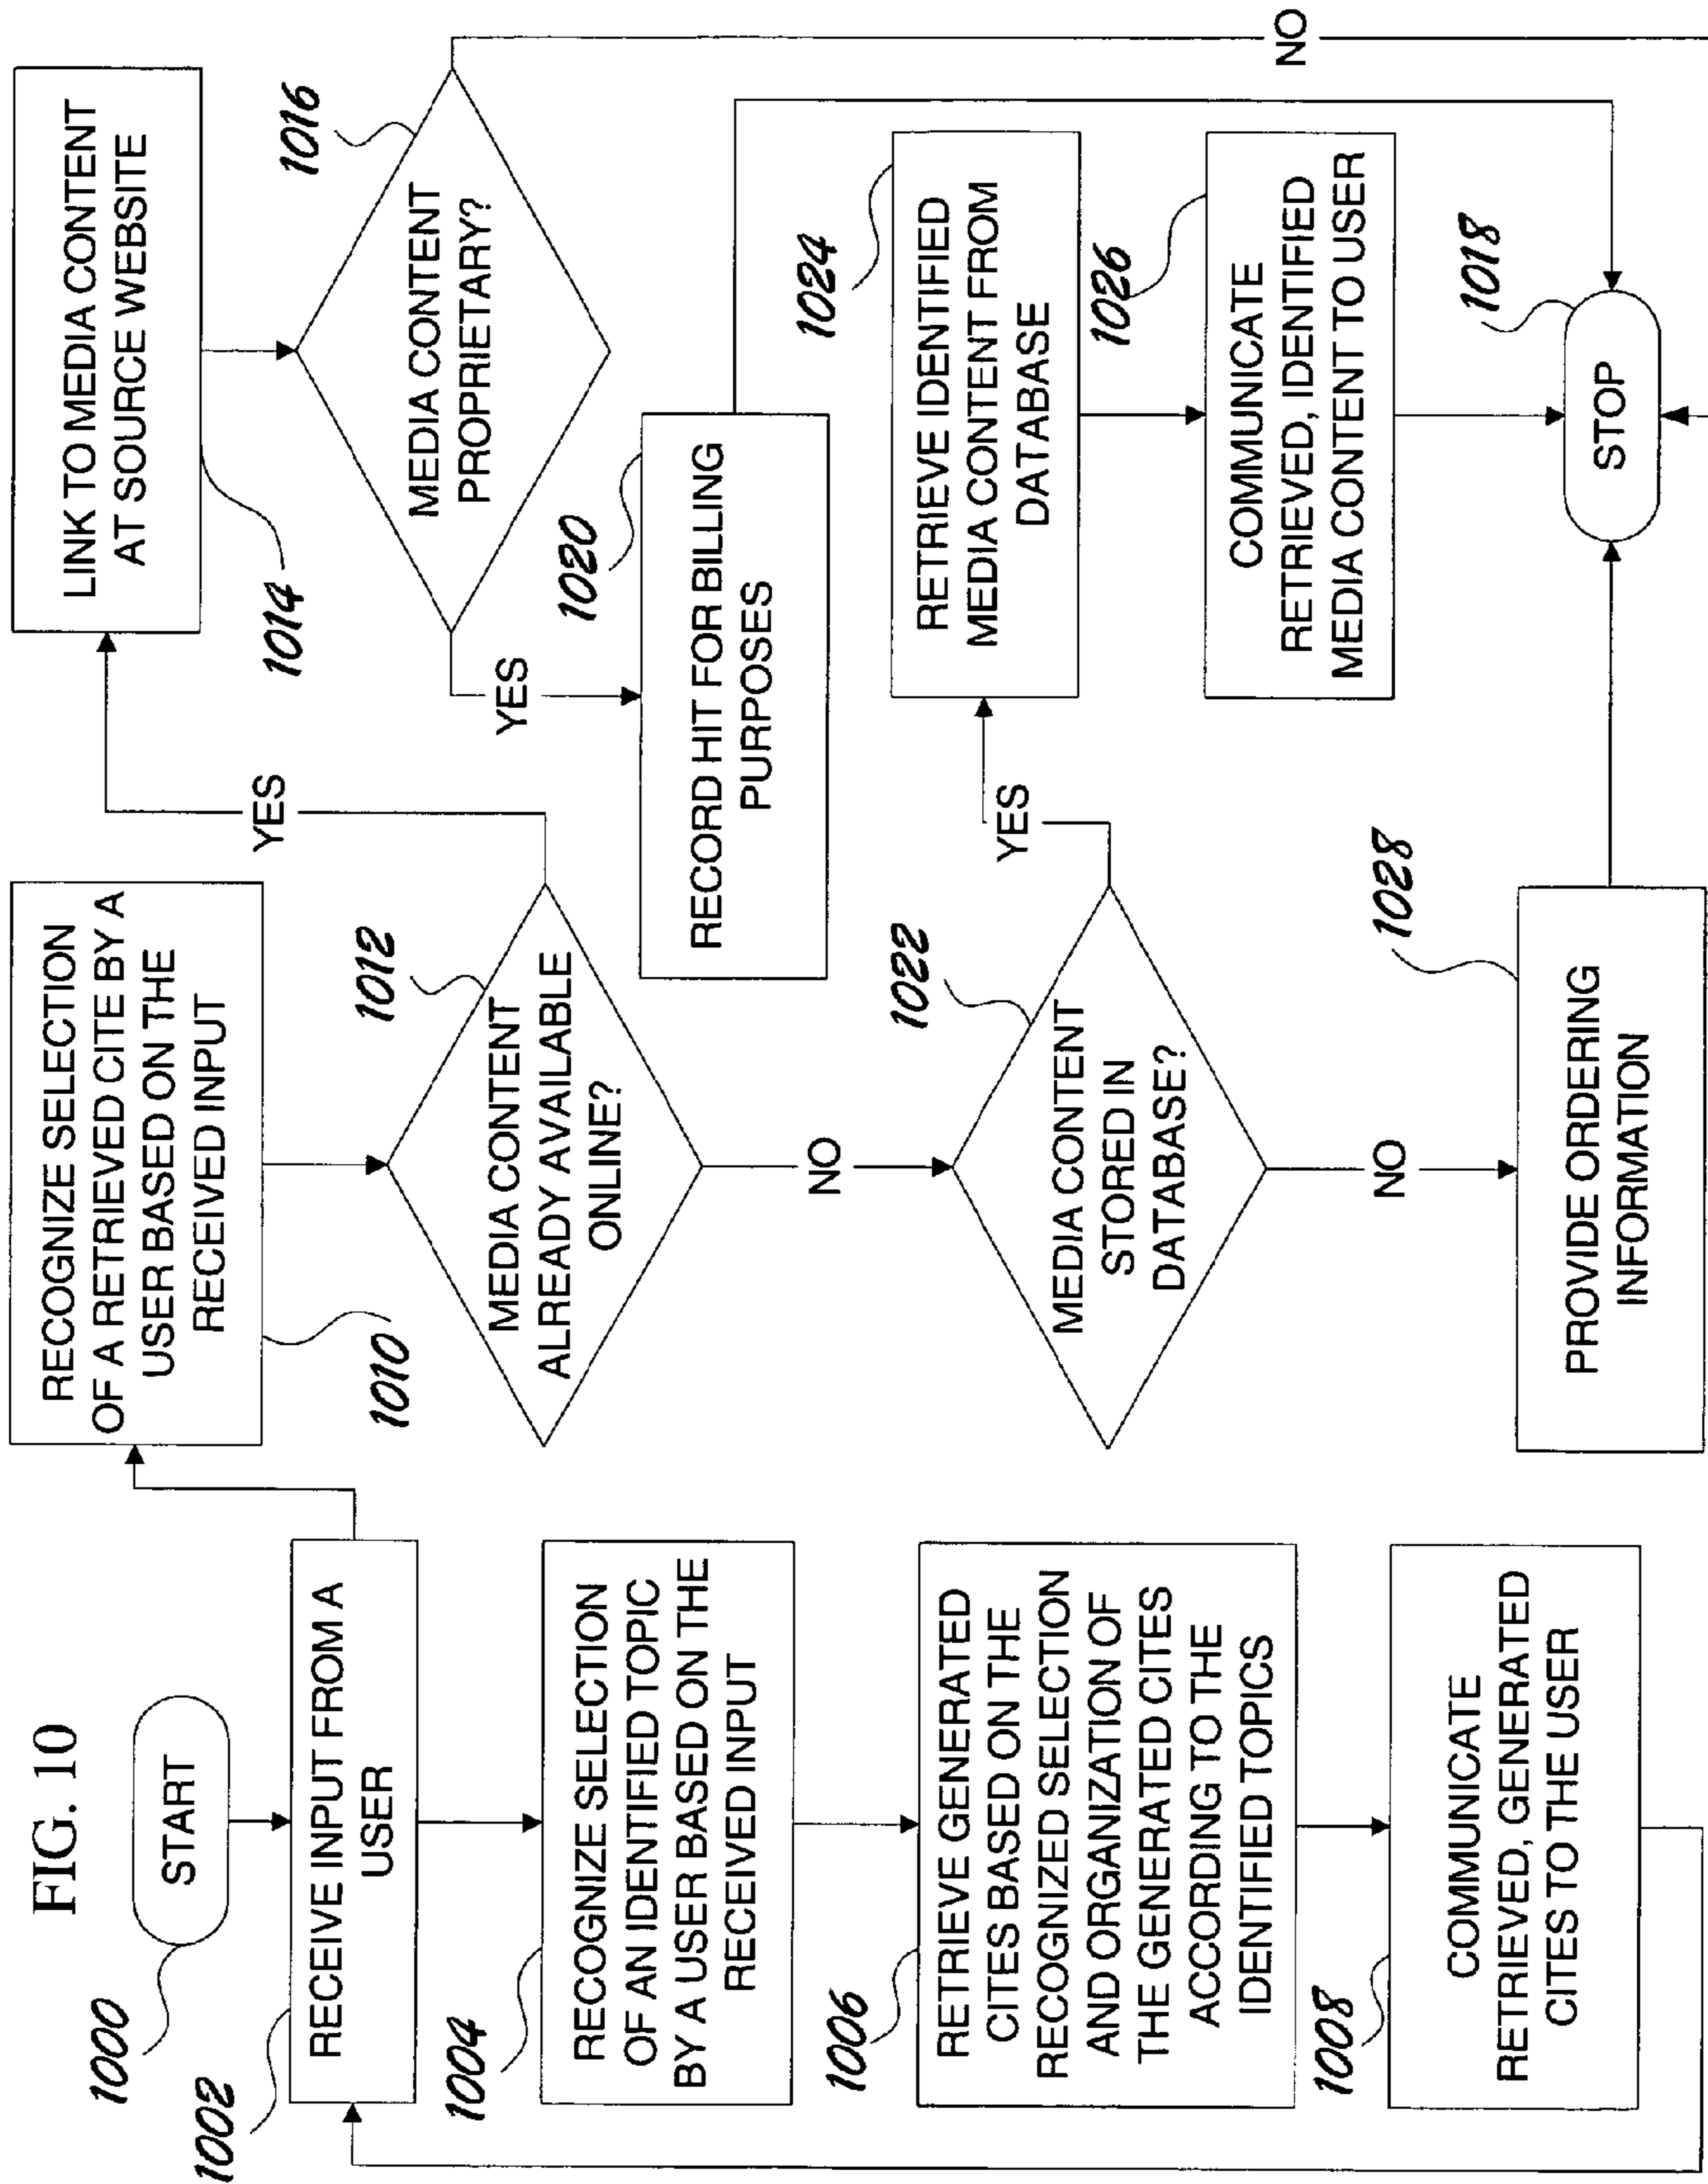 FIG. 10
START
1000
RECEIVE INPUT FROM A
USER
1002
RECOGNIZE SELECTION
OF AN IDENTIFIED TOPIC
BY A USER BASED ON THE
RECEIVED INPUT
1004
RETRIEVE GENERATED
CITES BASED ON THE
RECOGNIZED SELECTION
AND ORGANIZATION OF
THE GENERATED CITES
ACCORDING TO THE
IDENTIFIED TOPICS
1006
COMMUNICATE
RETRIEVED, GENERATED
CITES TO THE USER
1008
RECOGNIZE SELECTION
OF A RETRIEVED CITE BY A
USER BASED ON THE
RECEIVED INPUT
1010
MEDIA CONTENT
ALREADY AVAILABLE
ONLINE?
1012
YES
NO
MEDIA CONTENT
STORED IN
DATABASE?
1022
YES
NO
PROVIDE ORDERING
INFORMATION
1028
LINK TO MEDIA CONTENT
AT SOURCE WEBSITE
1014
MEDIA CONTENT
PROPRIETARY?
1016
YES
NO
RECORD HIT FOR BILLING
PURPOSES
1020
RETRIEVE IDENTIFIED
MEDIA CONTENT FROM
DATABASE
1024
COMMUNICATE
RETRIEVED, IDENTIFIED
MEDIA CONTENT TO USER
1026
STOP
1018